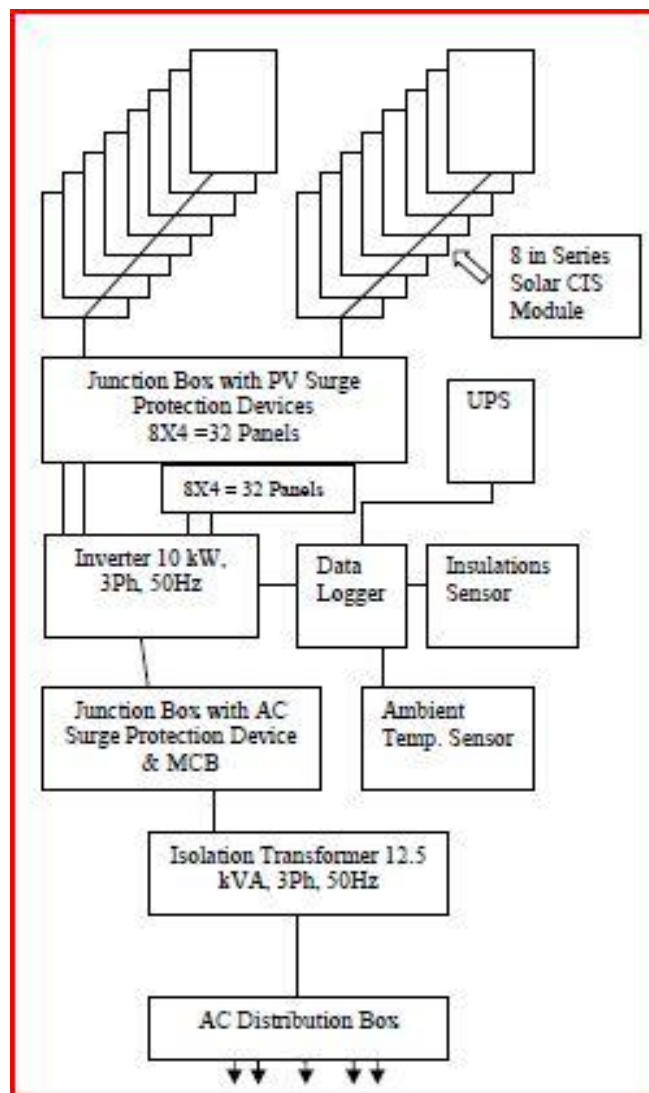 8 in Series
Solar CIS
Module
Junction Box with PV Surge
Protection Devices
8X4 =32 Panels
UPS
8X4 = 32 Panels
Inverter 10 kW,
3Ph, 50Hz
Data
Logger
Insulations
Sensor
Junction Box with AC
Surge Protection Device
& MCB
Ambient
Temp. Sensor
Isolation Transformer 12.5
kVA, 3Ph, 50Hz
AC Distribution Box